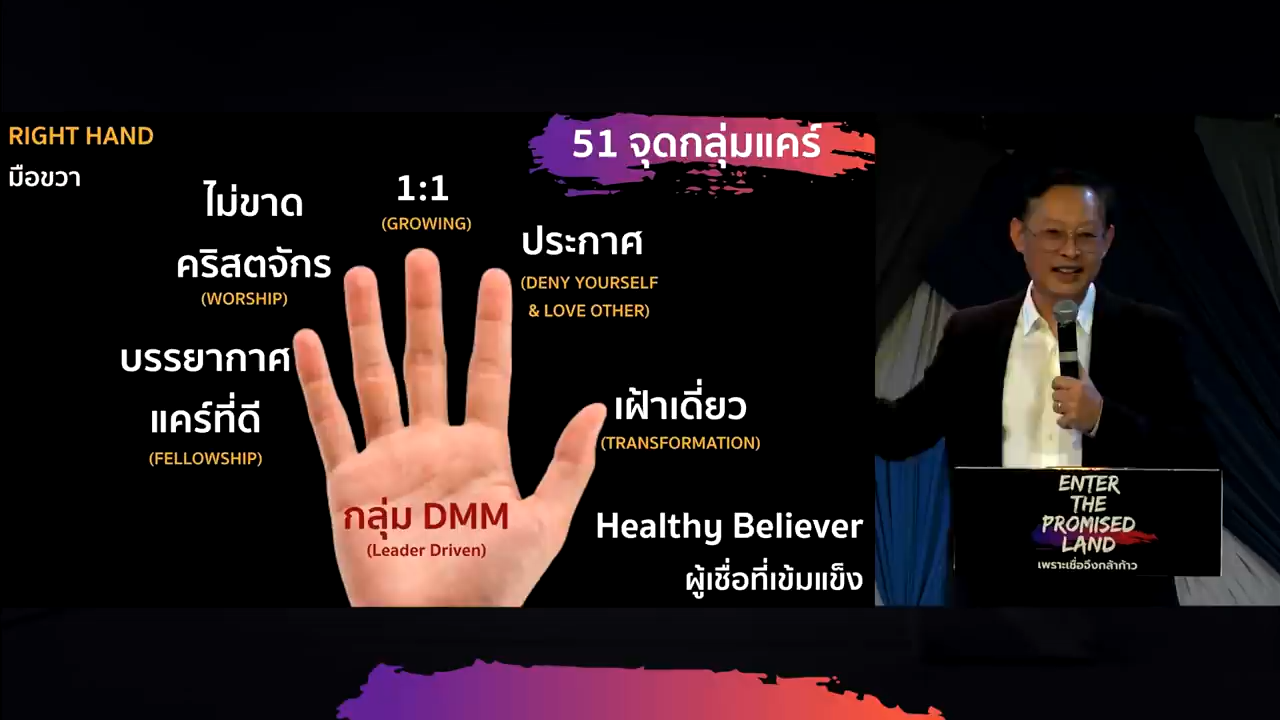 RIGHT HAND
มือขวา
51 จุดกลุ่มแคร์
ไม่ขาด
คริสตจักร
(WORSHIP)
1:1
(GROWING)
ประกาศ
(DENY YOURSELF
& LOVE OTHER)
บรรยากาศ
แคร์ที่ดี
(FELLOWSHIP)
เฝ้าเดี่ยว
(TRANSFORMATION)
กลุ่ม DMM
(Leader Driven)
Healthy Believer
ผู้เชื่อที่เข้มแข็ง
ENTER
THE
PROMISED
LAND
เพราะเชื่อจึงกล้าก้าว